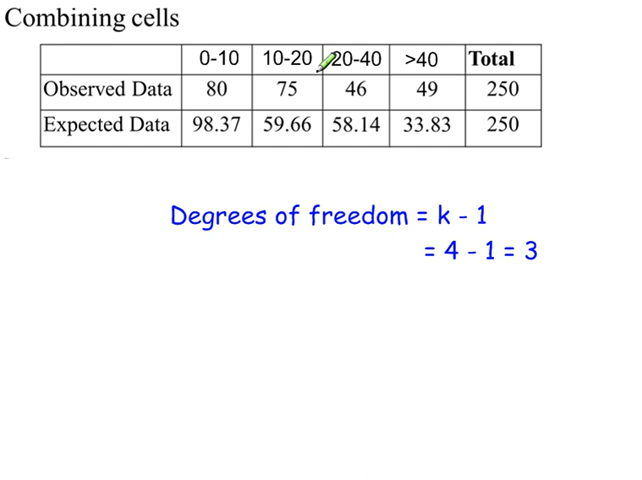 Combining cells
0-10 10-20 20-40 >40 Total
Observed Data 80 75 46 49 250
Expected Data 98.37 59.66 58.14 33.83 250
Degrees of freedom = k - 1
= 4 - 1 = 3